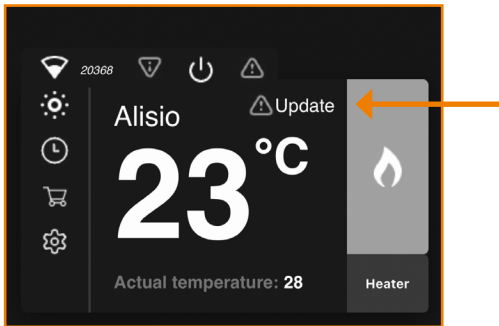 20368
Alisio
Update
23°C
Actual temperature: 28
Heater